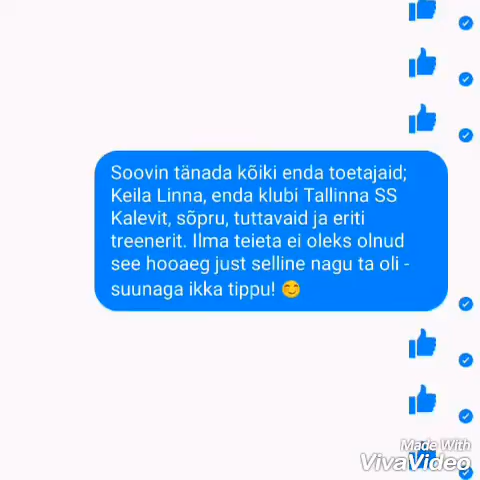 Soovin tänada kõiki enda toetajaid;
Keila Linna, enda klubi Tallinna SS
Kalevit, sõpru, tuttavaid ja eriti
treenerit. Ilma teieta ei oleks olnud
see hooaeg just selline nagu ta oli -
suunaga ikka tippu! 😊
Made With
VivaVideo